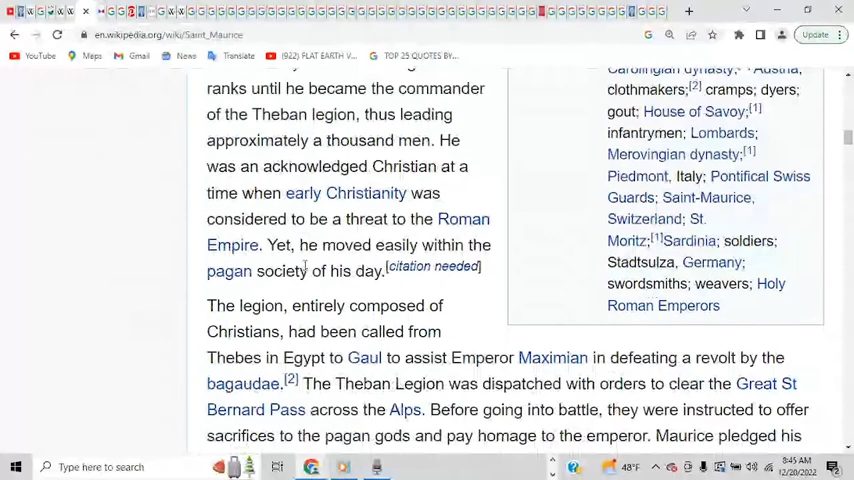 en.wikipedia.org/wiki/Saint_Maurice
Update
YouTube
Maps
Gmail
News
Translate
(922) FLAT EARTH V...
TOP 25 QUOTES BY...
ranks until he became the commander
of the Theban legion, thus leading
approximately a thousand men. He
was an acknowledged Christian at a
time when early Christianity was
considered to be a threat to the Roman
Empire. Yet, he moved easily within the
pagan society of his day.[citation needed]
The legion, entirely composed of
Christians, had been called from
Thebes in Egypt to Gaul to assist Emperor Maximian in defeating a revolt by the
bagaudae.[2] The Theban Legion was dispatched with orders to clear the Great St
Bernard Pass across the Alps. Before going into battle, they were instructed to offer
sacrifices to the pagan gods and pay homage to the emperor. Maurice pledged his
Carolingian dynasty; Austria,
clothmakers;[2] cramps; dyers;
gout; House of Savoy;[1]
infantrymen; Lombards;
Merovingian dynasty;[1]
Piedmont, Italy; Pontifical Swiss
Guards; Saint-Maurice,
Switzerland; St.
Moritz;[1]Sardinia; soldiers;
Stadtsulza, Germany;
swordsmiths; weavers; Holy
Roman Emperors
Type here to search
48°F
8:45 AM
12/20/2022